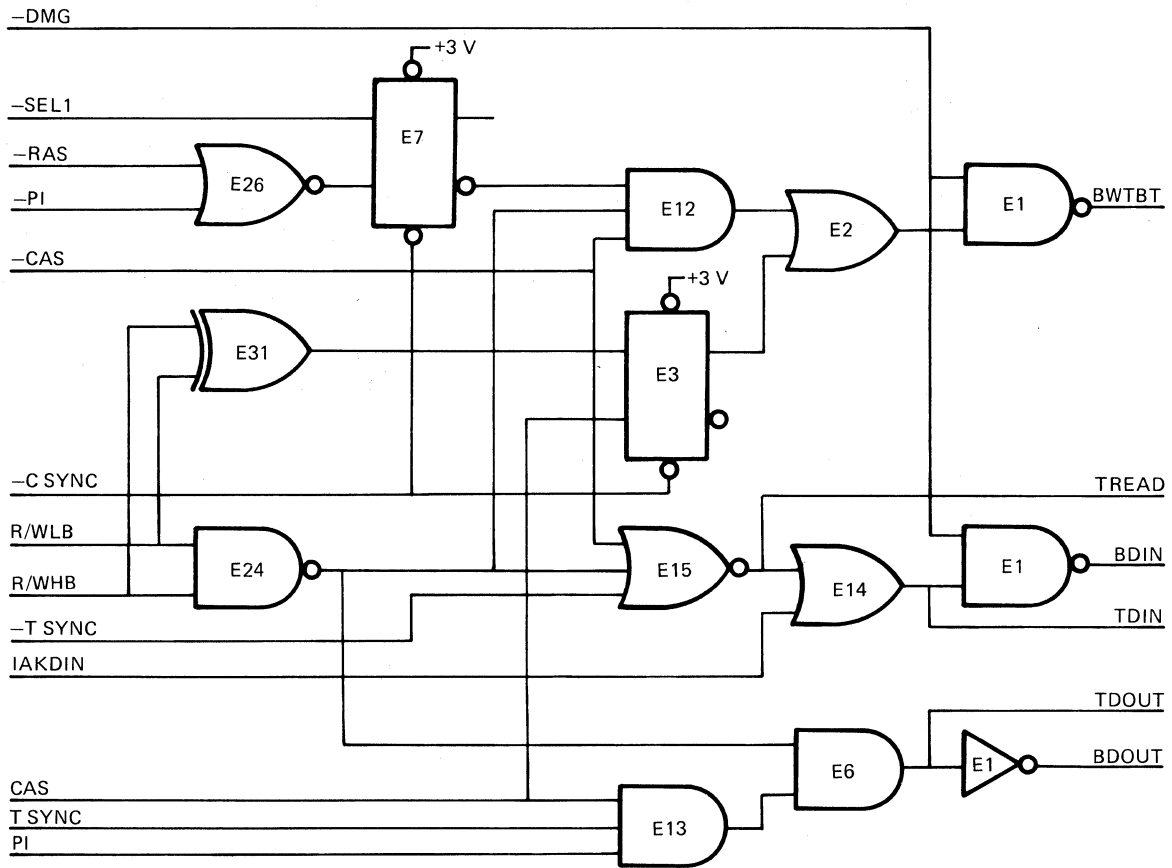 −DMG
+3 V
−SEL1
E7
−RAS
E26
−PI
E12
E2
E1
BWTBT
−CAS
+3 V
E31
E3
−C SYNC
TREAD
R/WLB
E24
E15
E14
E1
BDIN
R/WHB
−T SYNC
TDIN
IAKDIN
TDOUT
E6
E1
BDOUT
CAS
T SYNC
E13
PI